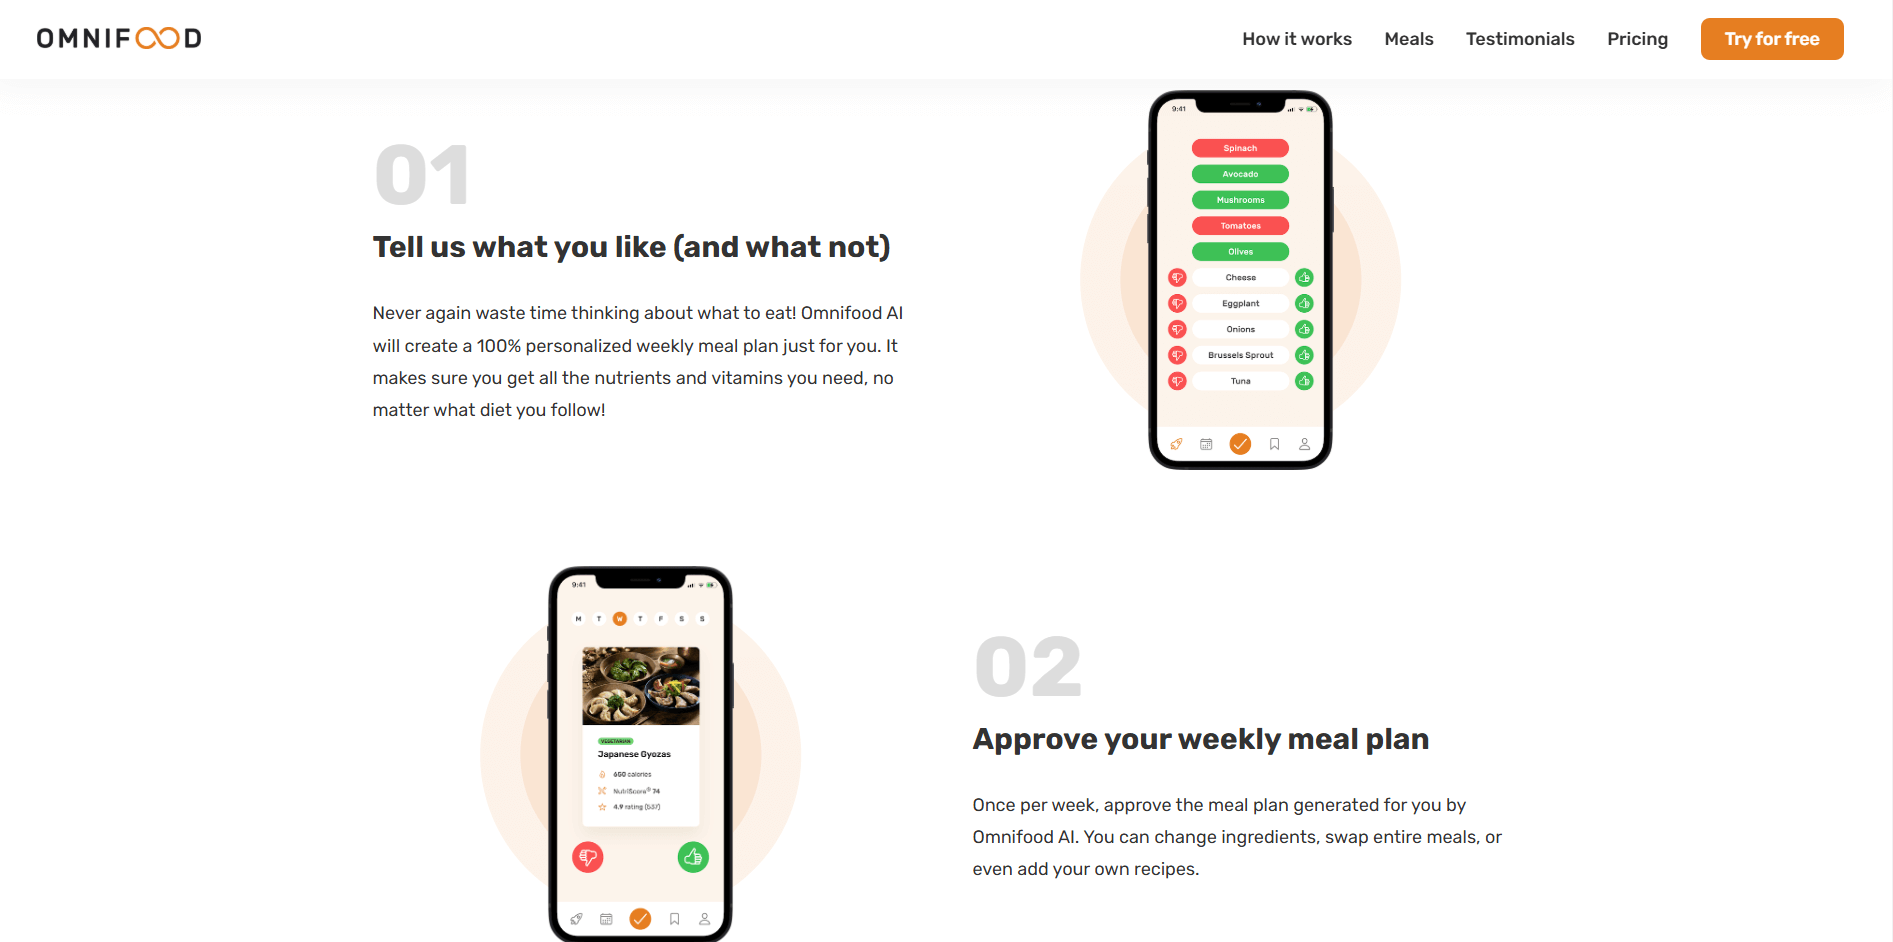 OMNIFOOD
How it works
Meals
Testimonials
Pricing
Try for free
01
Tell us what you like (and what not)
Never again waste time thinking about what to eat! Omnifood AI
will create a 100% personalized weekly meal plan just for you. It
makes sure you get all the nutrients and vitamins you need, no
matter what diet you follow!
9:41
Spinach
Avocado
Mushrooms
Tomatoes
Olives
Cheese
Eggplant
Onions
Brussels Sprout
Tuna
9:41
M T W T F S S
VEGETARIAN
Japanese Gyozas
650 calories
NutriScore® 74
4.9 rating (537)
02
Approve your weekly meal plan
Once per week, approve the meal plan generated for you by
Omnifood AI. You can change ingredients, swap entire meals, or
even add your own recipes.